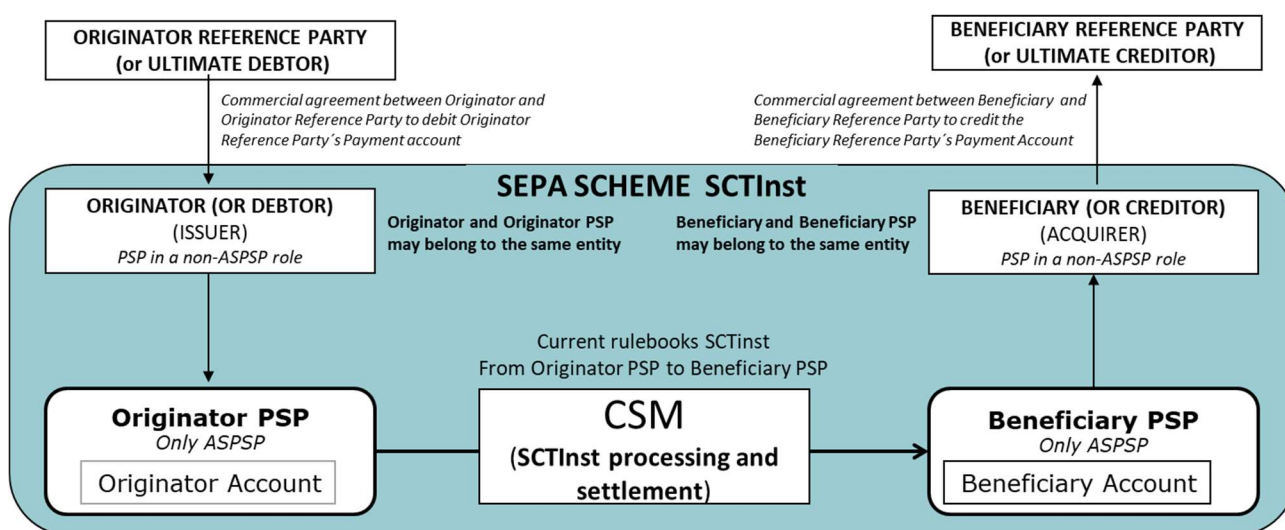 ORIGINATOR REFERENCE PARTY
(or ULTIMATE DEBTOR)
BENEFICIARY REFERENCE PARTY
(or ULTIMATE CREDITOR)
Commercial agreement between Originator and
Originator Reference Party to debit Originator
Reference Party´s Payment account
Commercial agreement between Beneficiary and
Beneficiary Reference Party to credit the
Beneficiary Reference Party's Payment Account
SEPA SCHEME SCTInst
ORIGINATOR (OR DEBTOR)
(ISSUER)
PSP in a non-ASPSP role
Originator and Originator PSP
may belong to the same entity
Beneficiary and Beneficiary PSP
may belong to the same entity
BENEFICIARY (OR CREDITOR)
(ACQUIRER)
PSP in a non-ASPSP role
Current rulebooks SCTinst
From Originator PSP to Beneficiary PSP
Originator PSP
Only ASPSP
Originator Account
CSM
(SCTInst processing and
settlement)
Beneficiary PSP
Only ASPSP
Beneficiary Account